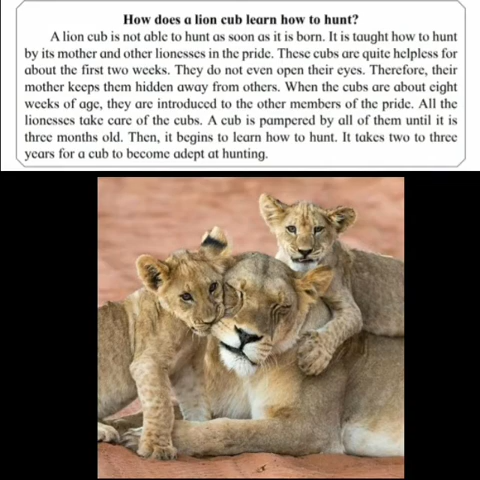 How does a lion cub learn how to hunt?
A lion cub is not able to hunt as soon as it is born. It is taught how to hunt
by its mother and other lionesses in the pride. These cubs are quite helpless for
about the first two weeks. They do not even open their eyes. Therefore, their
mother keeps them hidden away from others. When the cubs are about eight
weeks of age, they are introduced to the other members of the pride. All the
lionesses take care of the cubs. A cub is pampered by all of them until it is
three months old. Then, it begins to learn how to hunt. It takes two to three
years for a cub to become adept at hunting.